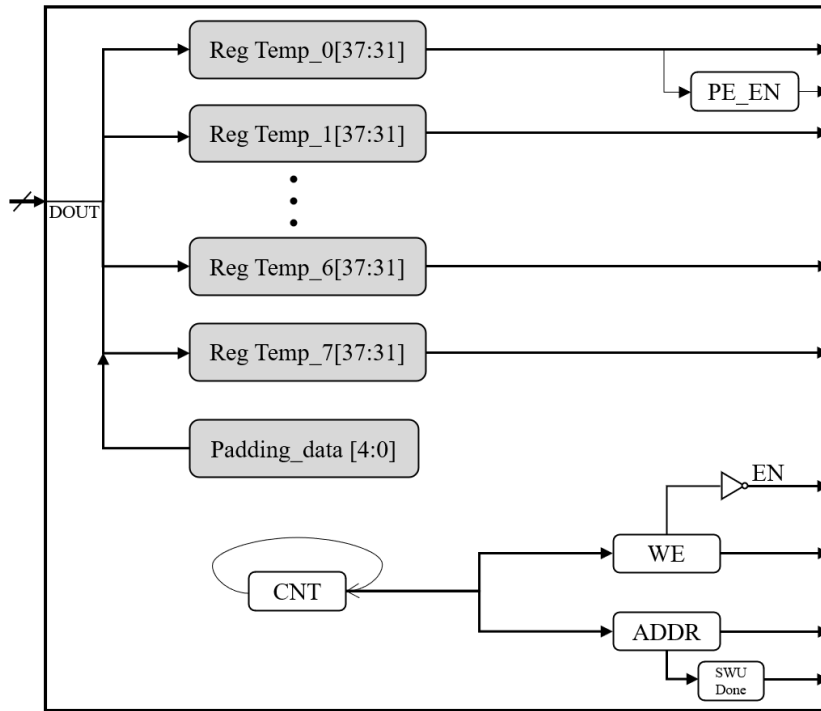 Reg Temp_0[37:31]
PE_EN
Reg Temp_1[37:31]
DOUT
Reg Temp_6[37:31]
Reg Temp_7[37:31]
Padding_data [4:0]
EN
WE
CNT
ADDR
SWU
Done